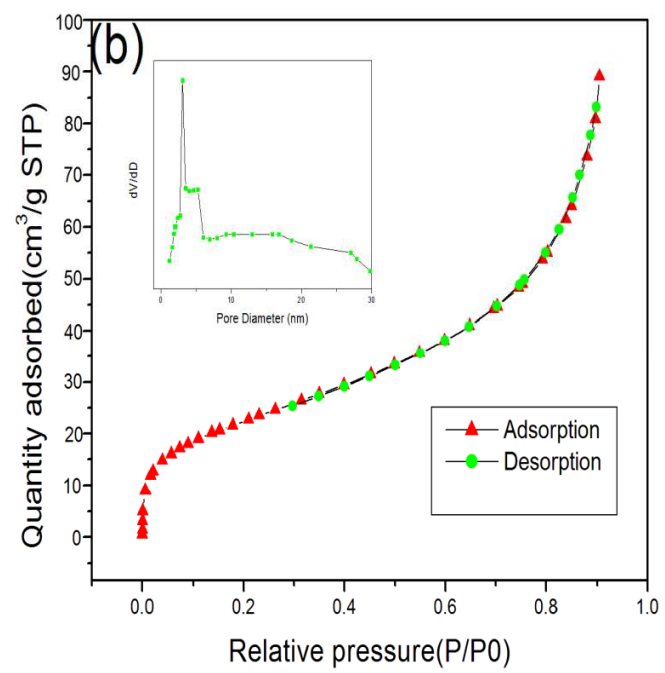 (b)
100
90
80
70
60
50
40
30
20
10
0
Quantity adsorbed(cm³/g STP)
dV/dD
0 10 20 30
Pore Diameter (nm)
Adsorption
Desorption
0.0 0.2 0.4 0.6 0.8 1.0
Relative pressure(P/P0)